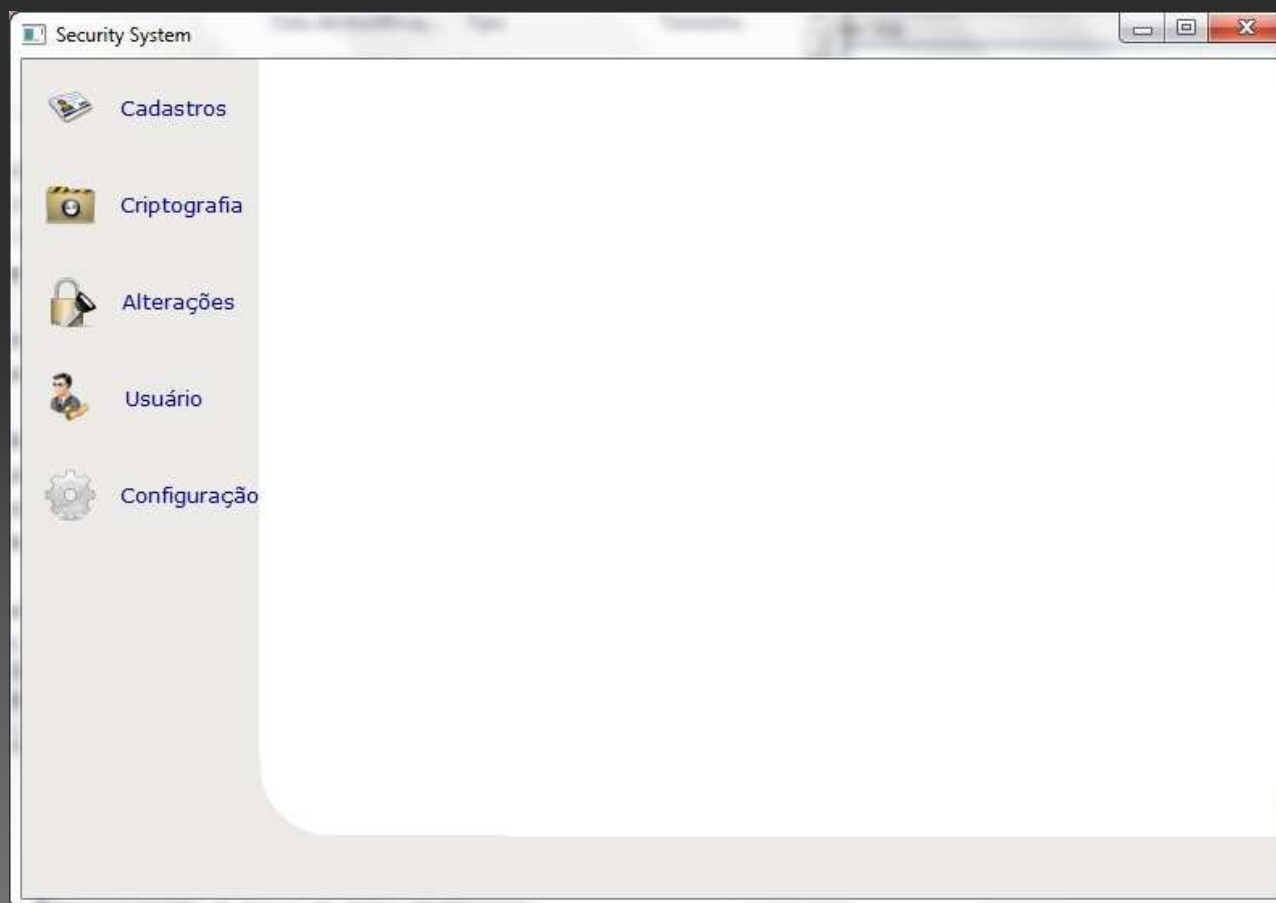 Security System
Cadastros
Criptografia
Alterações
Usuário
Configuração